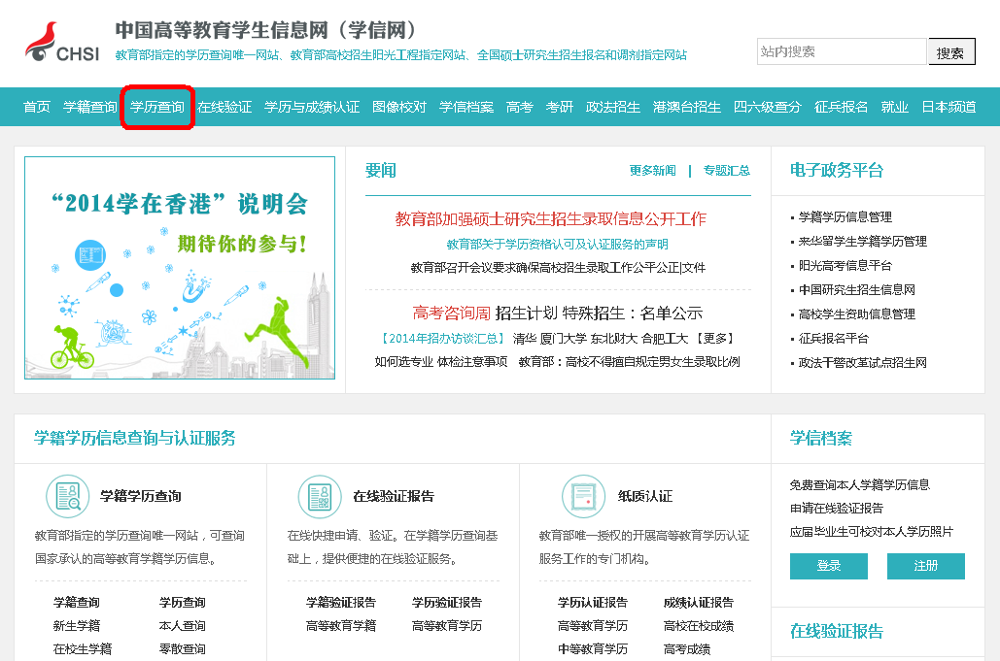 中国高等教育学生信息网（学信网）
CHSI
教育部指定的学历查询唯一网站、教育部高校招生阳光工程指定网站、全国硕士研究生招生报名和调剂指定网站
站内搜索 搜索
首页 学籍查询 学历查询 在线验证 学历与成绩认证 图像校对 学信档案 高考 考研 政法招生 港澳台招生 四六级查分 征兵报名 就业 日本频道
“2014学在香港”说明会
期待你的参与!
要闻 更多新闻 | 专题汇总
教育部加强硕士研究生招生录取信息公开工作
教育部关于学历资格认可及认证服务的声明
教育部召开会议要求确保高校招生录取工作公平公正|文件
高考咨询周 招生计划 特殊招生：名单公示
【2014年招办访谈汇总】 清华 厦门大学 东北财大 合肥工大 【更多】
如何选专业 体检注意事项 教育部：高校不得擅自规定男女生录取比例
电子政务平台
学籍学历信息管理
来华留学生学籍学历管理
阳光高考信息平台
中国研究生招生信息网
高校学生资助信息管理
征兵报名平台
政法干警改革试点招生网
学籍学历信息查询与认证服务
学籍学历查询
教育部指定的学历查询唯一网站，可查询
国家承认的高等教育学籍学历信息。
学籍查询 学历查询
新生学籍 本人查询
在校生学籍 零散查询
在线验证报告
在线快捷申请、验证。在学籍学历查询基
础上，提供便捷的在线验证服务。
学籍验证报告 学历验证报告
高等教育学籍 高等教育学历
纸质认证
教育部唯一授权的开展高等教育学历认证
服务工作的专门机构。
学历认证报告 成绩认证报告
高等教育学历 高校在校成绩
中等教育学历 高考成绩
学信档案
免费查询本人学籍学历信息
申请在线验证报告
应届毕业生可校对本人学历照片
登录 注册
在线验证报告